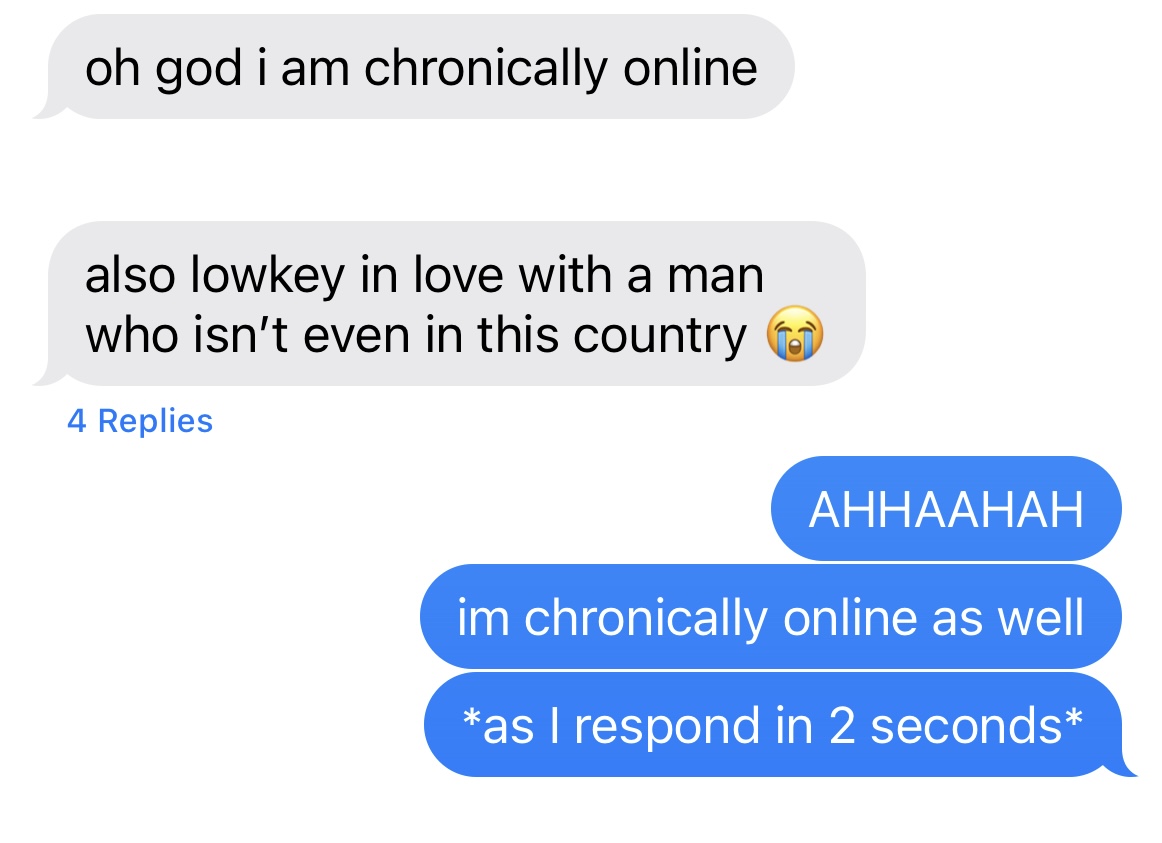 oh god i am chronically online
also lowkey in love with a man
who isn’t even in this country 😭
4 Replies
AHHAAHAH
im chronically online as well
*as I respond in 2 seconds*